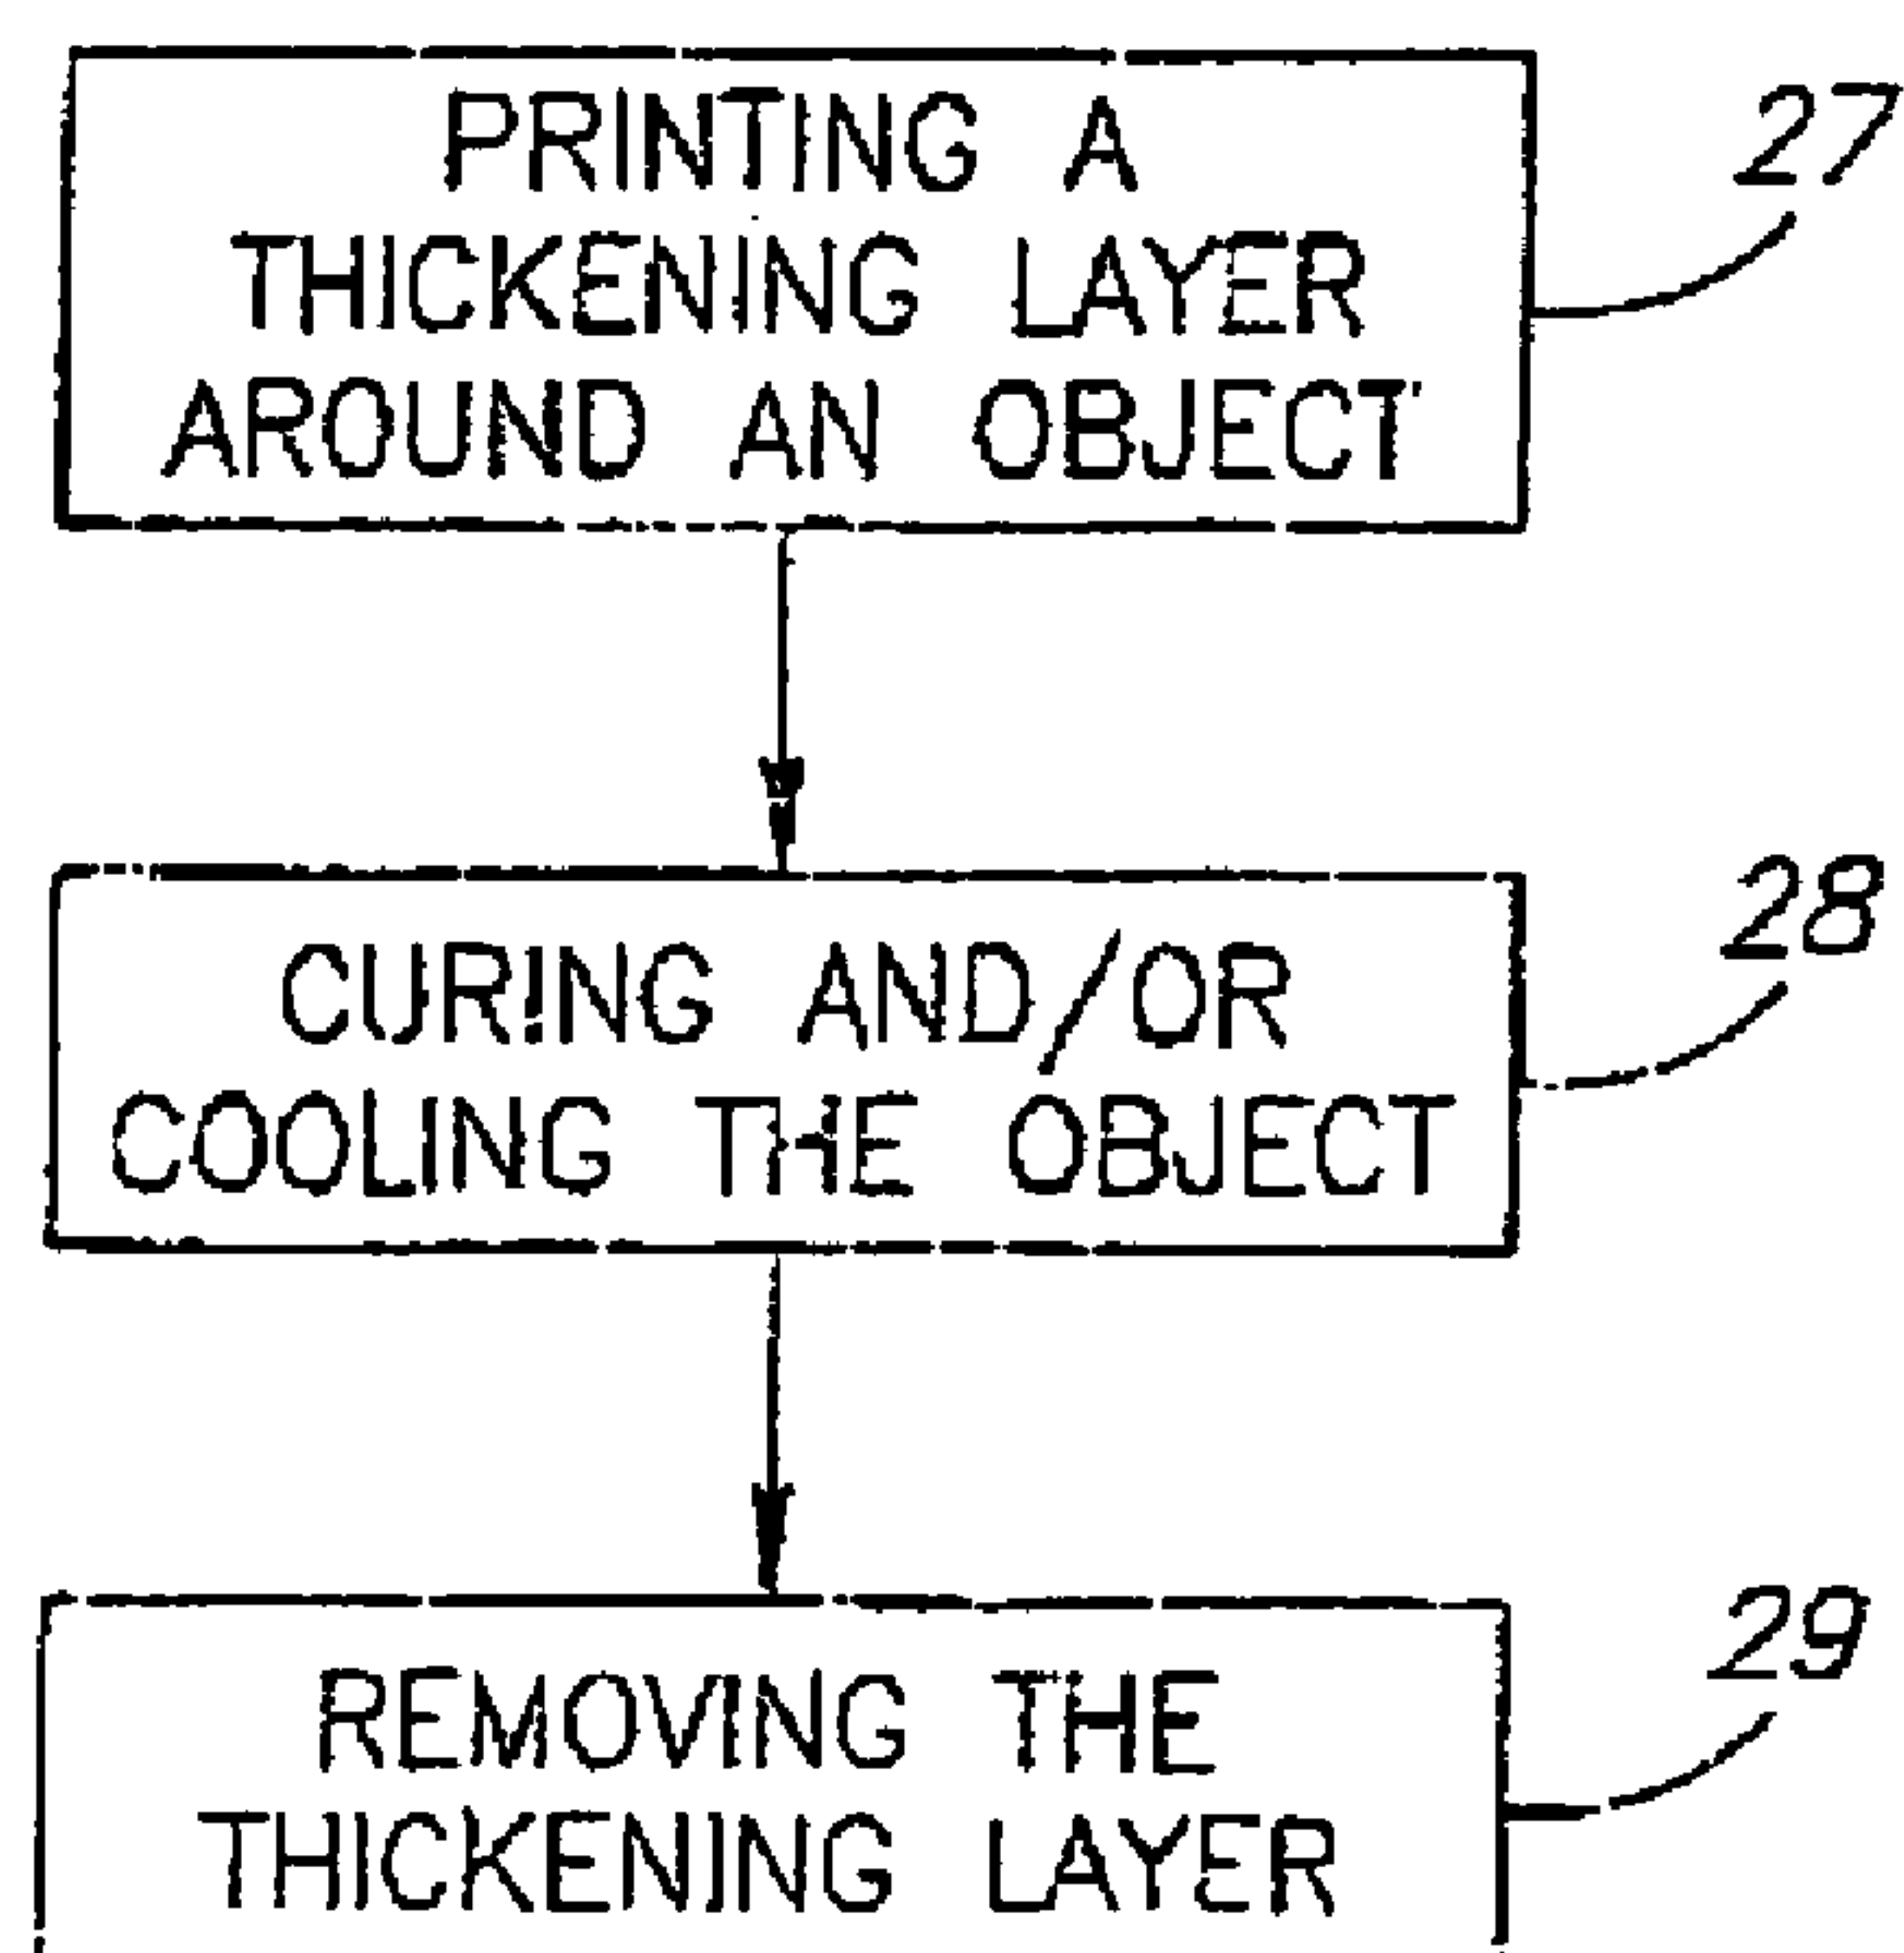 PRINTING A
THICKENING LAYER
AROUND AN OBJECT
27
CURING AND/OR
COOLING THE OBJECT
28
REMOVING THE
THICKENING LAYER
29